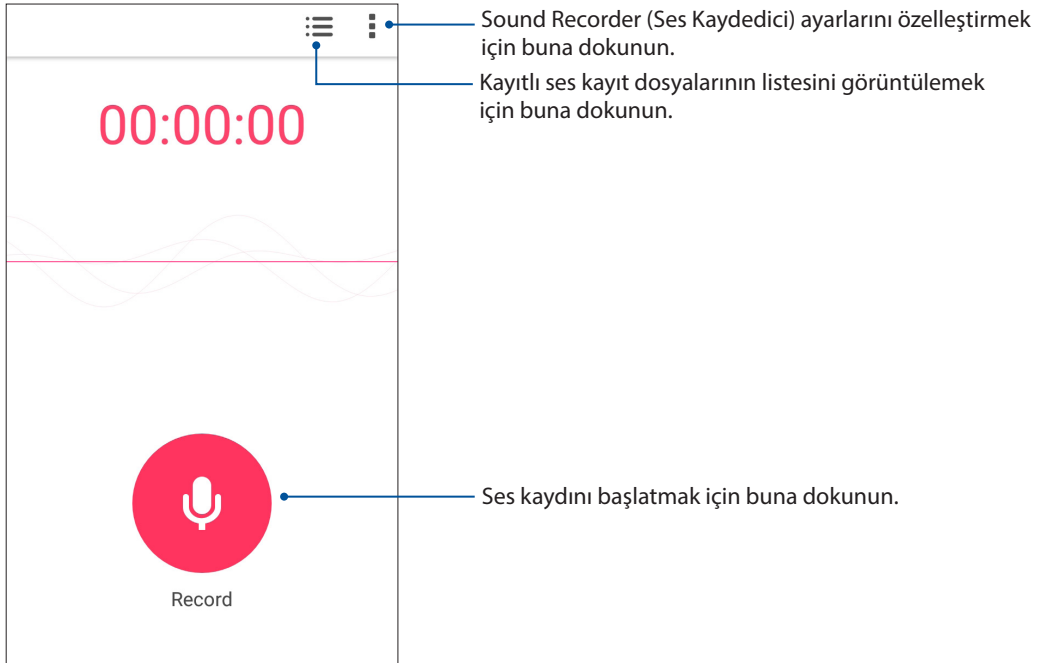 Sound Recorder (Ses Kaydedici) ayarlarını özelleştirmek
için buna dokunun.
Kayıtlı ses kayıt dosyalarının listesini görüntülemek
için buna dokunun.
00:00:00
Ses kaydını başlatmak için buna dokunun.
Record